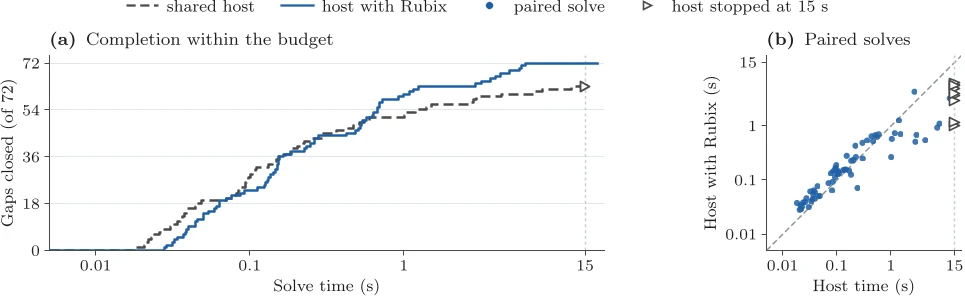 shared host host with Rubix paired solve host stopped at 15 s
(a) Completion within the budget
Gaps closed (of 72)
72
54
36
18
0
0.01 0.1 1 15
Solve time (s)
(b) Paired solves
Host with Rubix (s)
15
1
0.1
0.01
0.01 0.1 1 15
Host time (s)